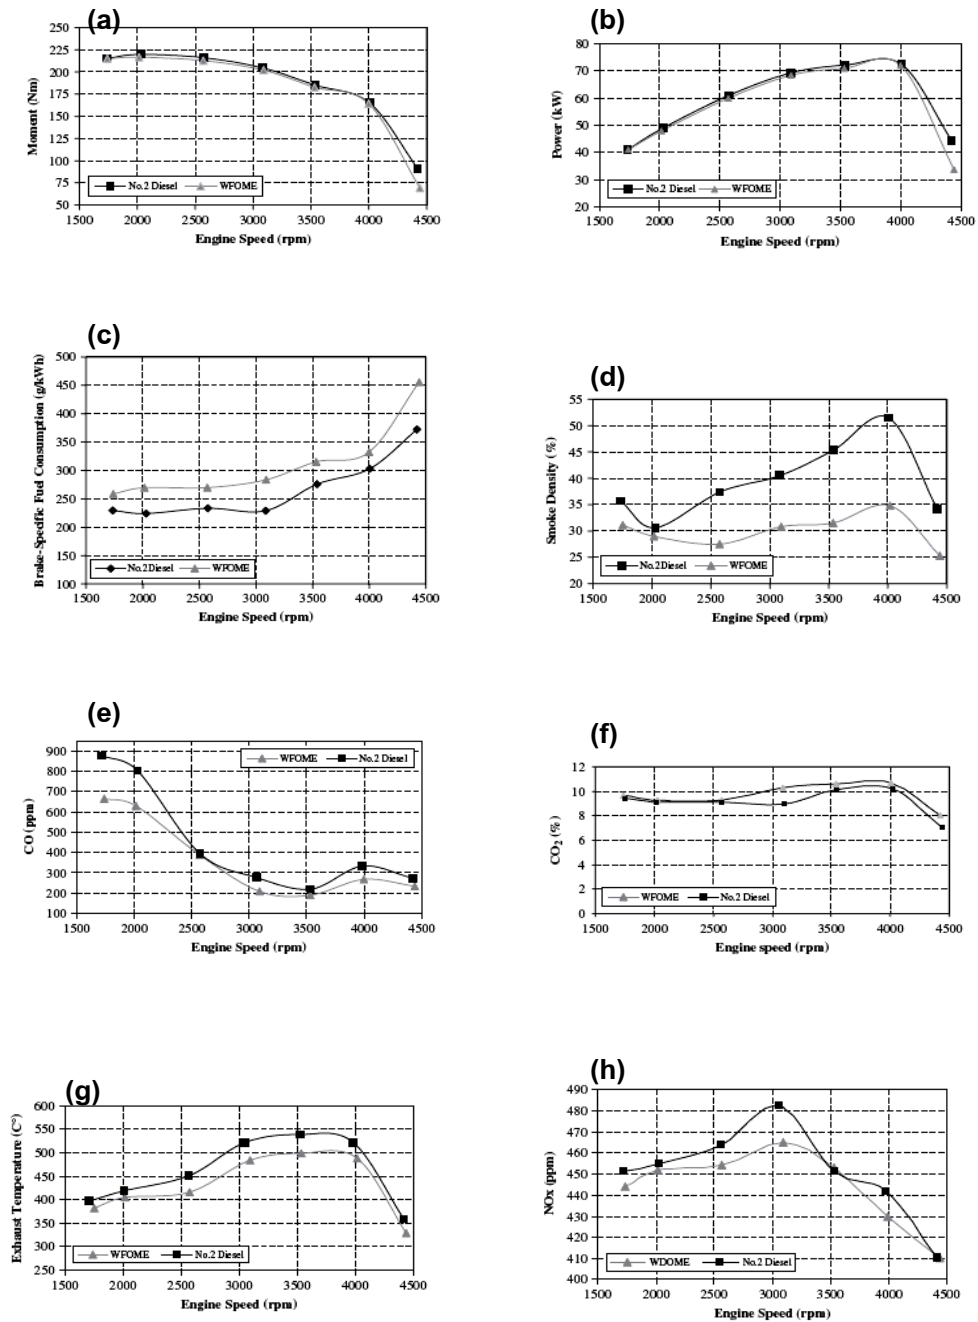 (a)
250
225
200
175
150
125
100
75
50
Moment (Nm)
No.2 Diesel WFOME
1500 2000 2500 3000 3500 4000 4500
Engine Speed (rpm)
(b)
80
70
60
50
40
30
20
Power (kW)
No.2 Diesel WFOME
1500 2000 2500 3000 3500 4000 4500
Engine Speed (rpm)
(c)
500
450
400
350
300
250
200
150
100
Brake-Specific Fuel Consumption (g/kWh)
No.2Diesel WFOME
1500 2000 2500 3000 3500 4000 4500
Engine Speed (rpm)
(d)
55
50
45
40
35
30
25
20
Smoke Density (%)
No.2Diesel WFOME
1500 2000 2500 3000 3500 4000 4500
Engine Speed (rpm)
(e)
900
800
700
600
500
400
300
200
100
CO (ppm)
WFOME No.2 Diesel
1500 2000 2500 3000 3500 4000 4500
Engine Speed (rpm)
(f)
12
10
8
6
4
2
0
CO2 (%)
WFOME No.2 Diesel
1500 2000 2500 3000 3500 4000 4500
Engine speed (rpm)
(g)
600
550
500
450
400
350
300
250
Exhaust Temperature (C°)
WFOME No.2 Diesel
1500 2000 2500 3000 3500 4000 4500
Engine Speed (rpm)
(h)
490
480
470
460
450
440
430
420
410
400
NOx (ppm)
WDOME No.2 Diesel
1500 2000 2500 3000 3500 4000 4500
Engine Speed (rpm)